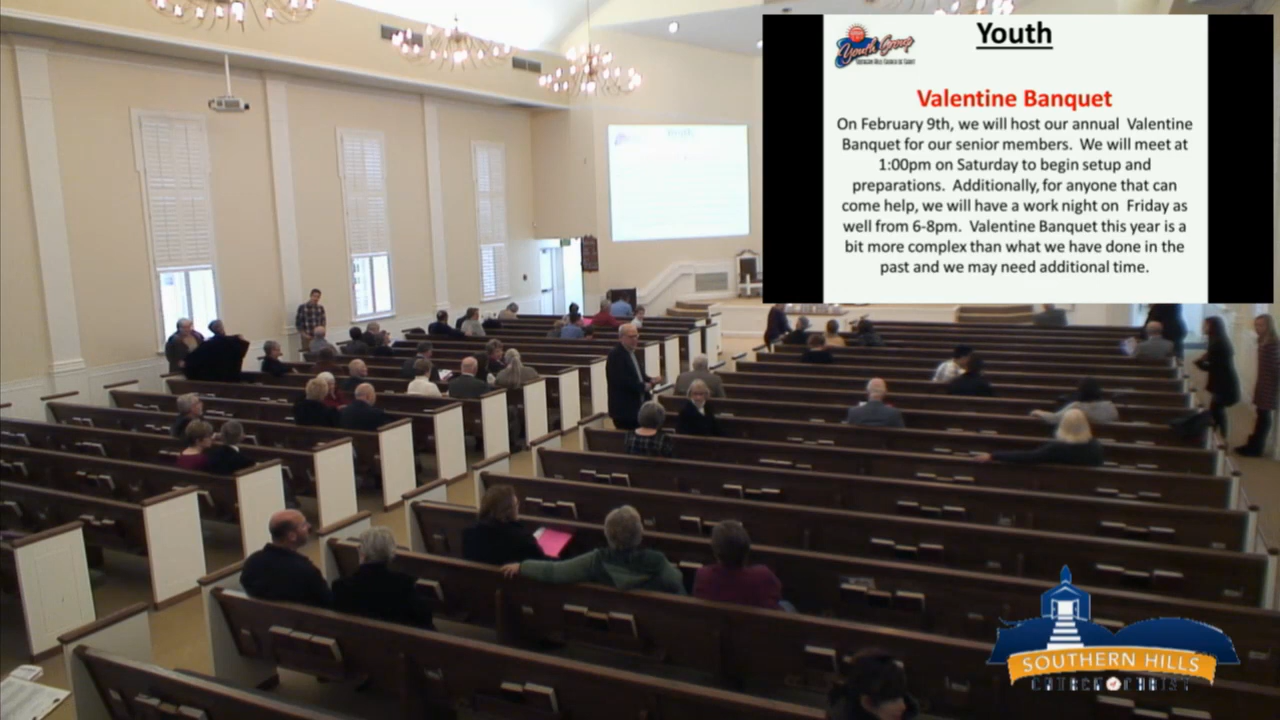 Youth
Youth Group
Valentine Banquet
On February 9th, we will host our annual Valentine
Banquet for our senior members. We will meet at
1:00pm on Saturday to begin setup and
preparations. Additionally, for anyone that can
come help, we will have a work night on Friday as
well from 6-8pm. Valentine Banquet this year is a
bit more complex than what we have done in the
past and we may need additional time.
SOUTHERN HILLS